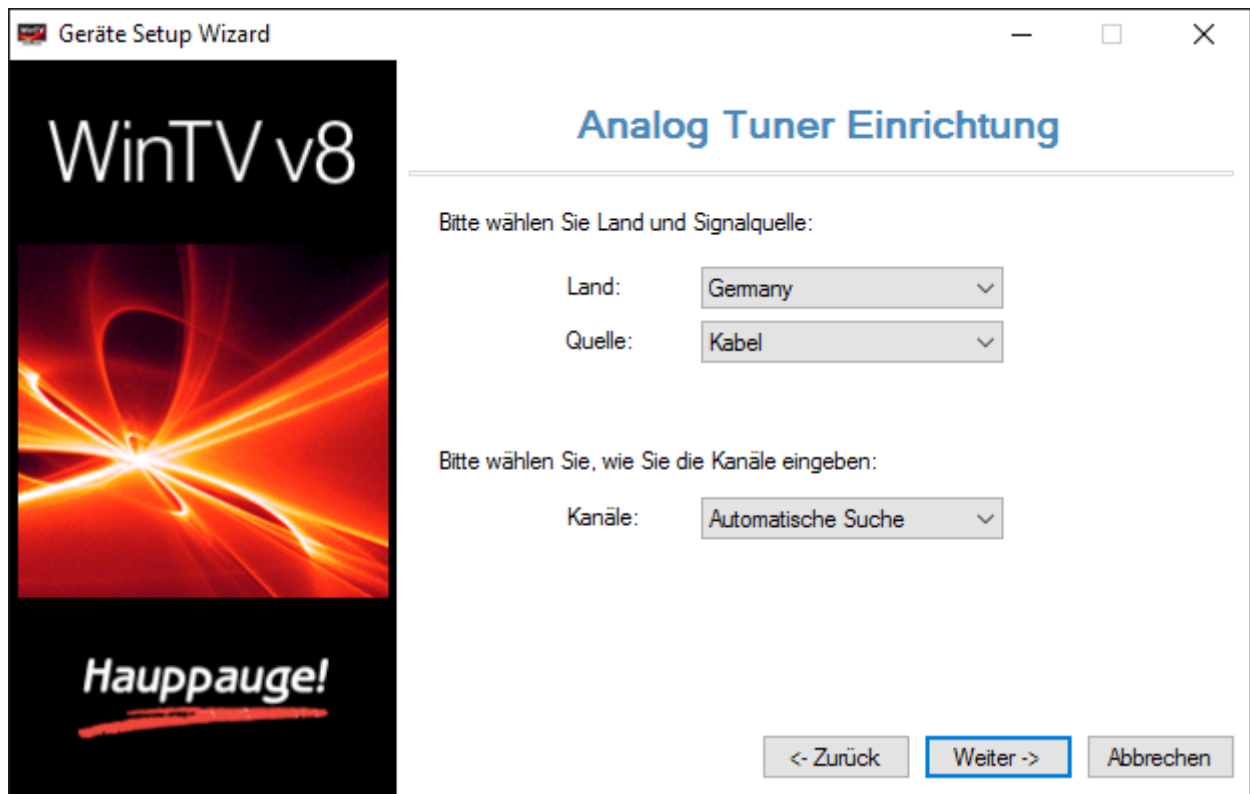 Geräte Setup Wizard
WinTV v8
Analog Tuner Einrichtung
Bitte wählen Sie Land und Signalquelle:
Land: Germany
Quelle: Kabel
Bitte wählen Sie, wie Sie die Kanäle eingeben:
Kanäle: Automatische Suche
Hauppauge!
<- Zurück Weiter -> Abbrechen